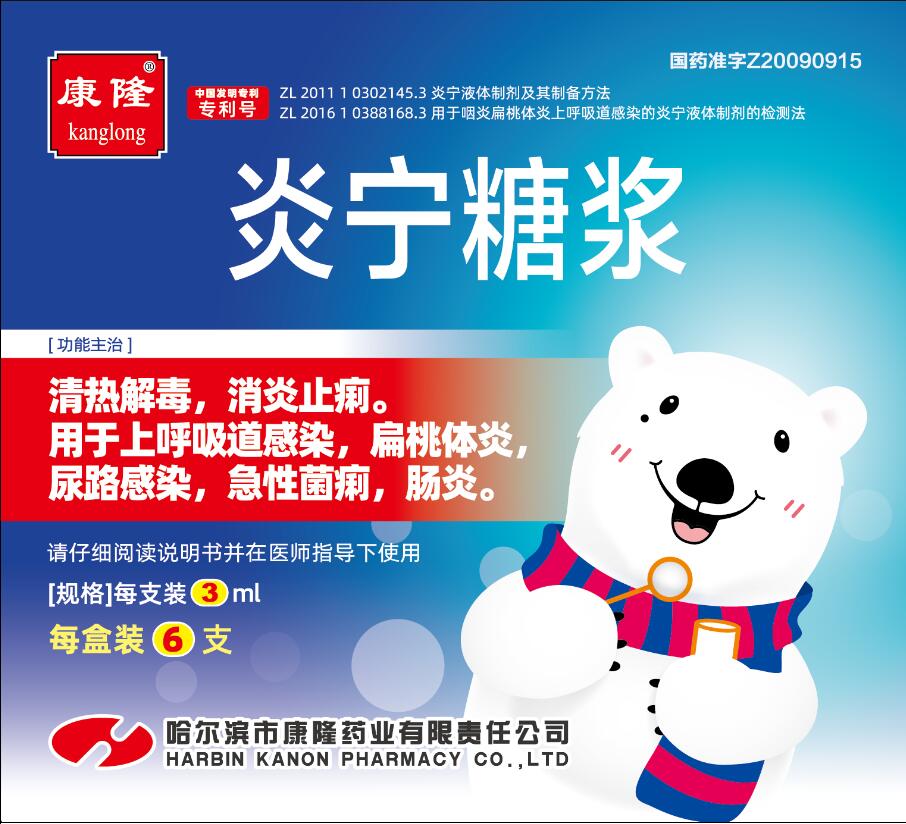 康隆®
kanglong
国药准字Z20090915
中国发明专利
专利号
ZL 2011 1 0302145.3 炎宁液体制剂及其制备方法
ZL 2016 1 0388168.3 用于咽炎扁桃体炎上呼吸道感染的炎宁液体制剂的检测法
炎宁糖浆
[功能主治]
清热解毒，消炎止痢。
用于上呼吸道感染，扁桃体炎，
尿路感染，急性菌痢，肠炎。
请仔细阅读说明书并在医师指导下使用
[规格]每支装3ml
每盒装6支
哈尔滨市康隆药业有限责任公司
HARBIN KANON PHARMACY CO.,LTD